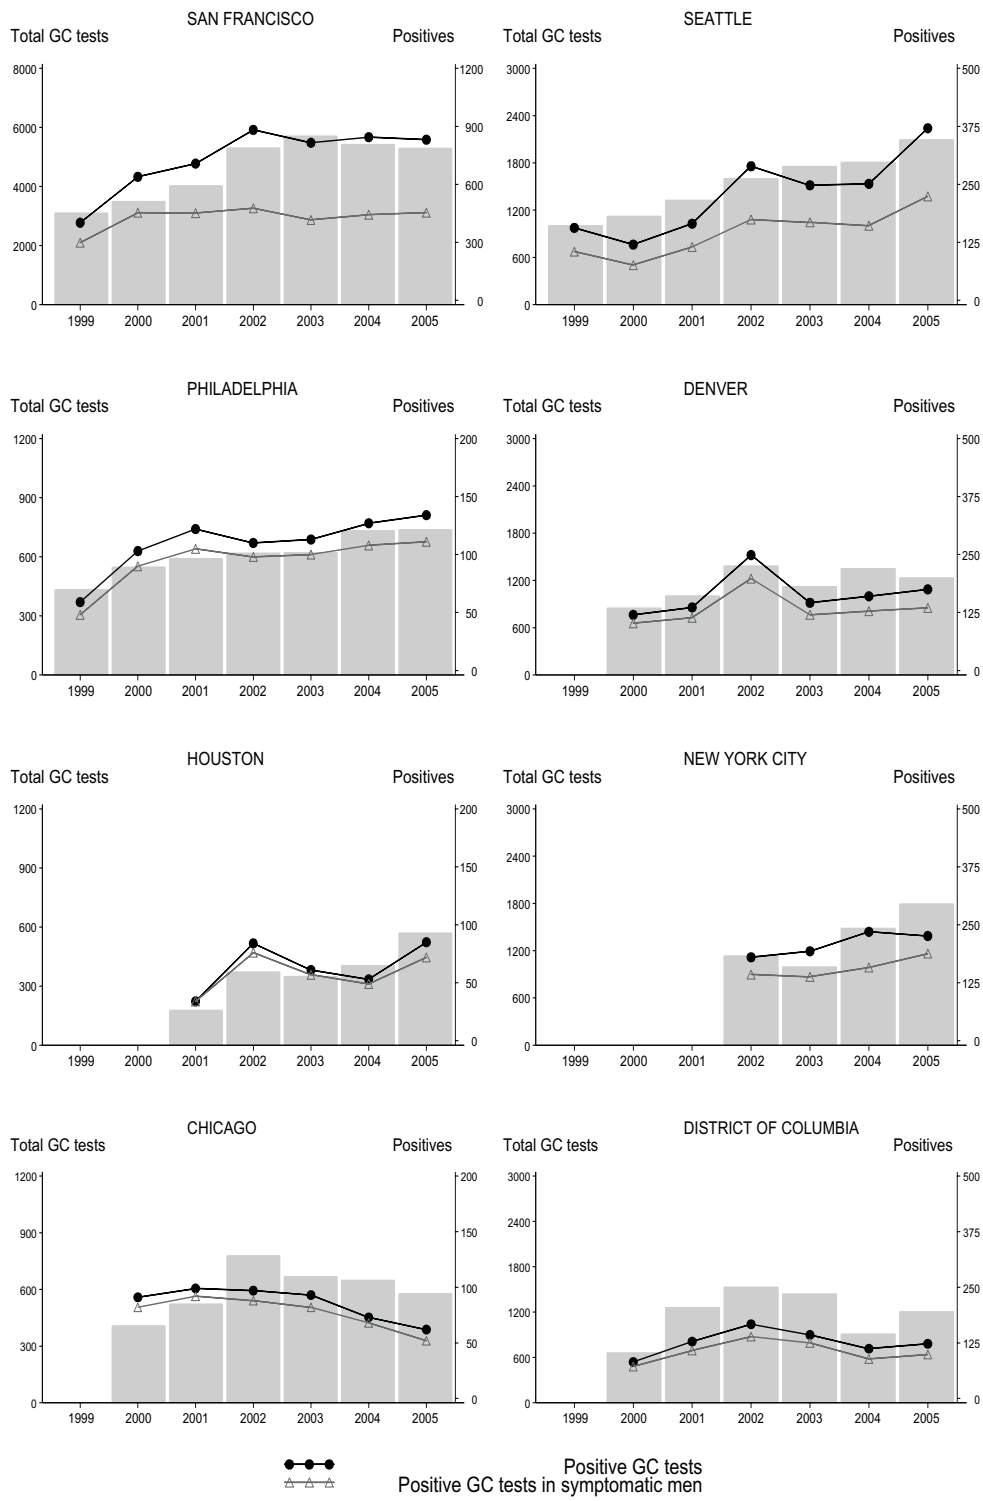 SAN FRANCISCO
Total GC tests Positives
8000 1200
6000 900
4000 600
2000 300
0 0
1999 2000 2001 2002 2003 2004 2005
SEATTLE
Total GC tests Positives
3000 500
2400 375
1800 250
1200 125
600 0
0
1999 2000 2001 2002 2003 2004 2005
PHILADELPHIA
Total GC tests Positives
1200 200
900 150
600 100
300 50
0 0
1999 2000 2001 2002 2003 2004 2005
DENVER
Total GC tests Positives
3000 500
2400 375
1800 250
1200 125
600 0
0
1999 2000 2001 2002 2003 2004 2005
HOUSTON
Total GC tests Positives
1200 200
900 150
600 100
300 50
0 0
1999 2000 2001 2002 2003 2004 2005
NEW YORK CITY
Total GC tests Positives
3000 500
2400 375
1800 250
1200 125
600 0
0
1999 2000 2001 2002 2003 2004 2005
CHICAGO
Total GC tests Positives
1200 200
900 150
600 100
300 50
0 0
1999 2000 2001 2002 2003 2004 2005
DISTRICT OF COLUMBIA
Total GC tests Positives
3000 500
2400 375
1800 250
1200 125
600 0
0
1999 2000 2001 2002 2003 2004 2005
Positive GC tests
Positive GC tests in symptomatic men